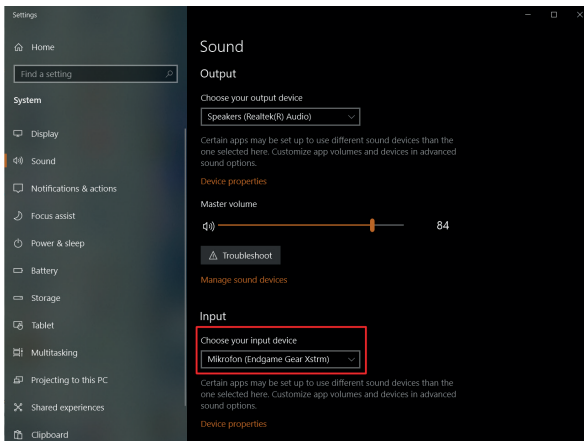 Settings
Home
Find a setting
System
Display
Sound
Notifications & actions
Focus assist
Power & sleep
Battery
Storage
Tablet
Multitasking
Projecting to this PC
Shared experiences
Clipboard
Sound
Output
Choose your output device
Speakers (Realtek(R) Audio)
Certain apps may be set up to use different sound devices than the
one selected here. Customize app volumes and devices in advanced
sound options.
Device properties
Master volume
84
Troubleshoot
Manage sound devices
Input
Choose your input device
Mikrofon (Endgame Gear Xstrm)
Certain apps may be set up to use different sound devices than the
one selected here. Customize app volumes and devices in advanced
sound options.
Device properties